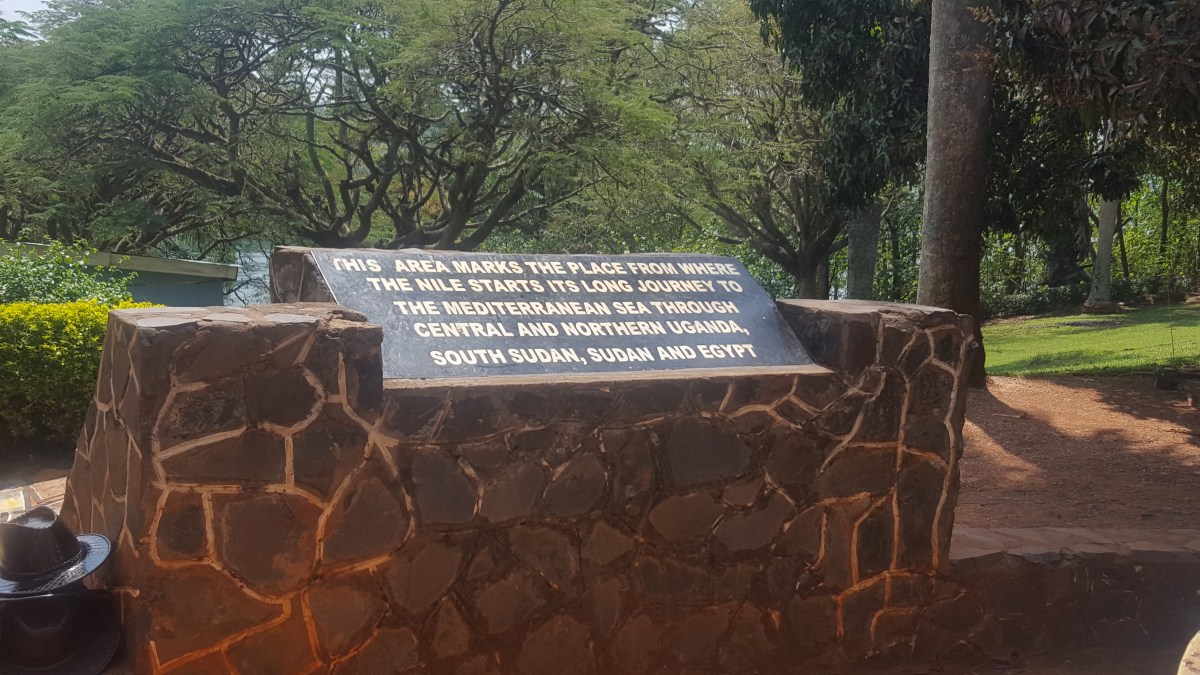 THIS AREA MARKS THE PLACE FROM WHERE
THE NILE STARTS ITS LONG JOURNEY TO
THE MEDITERRANEAN SEA THROUGH
CENTRAL AND NORTHERN UGANDA,
SOUTH SUDAN, SUDAN AND EGYPT